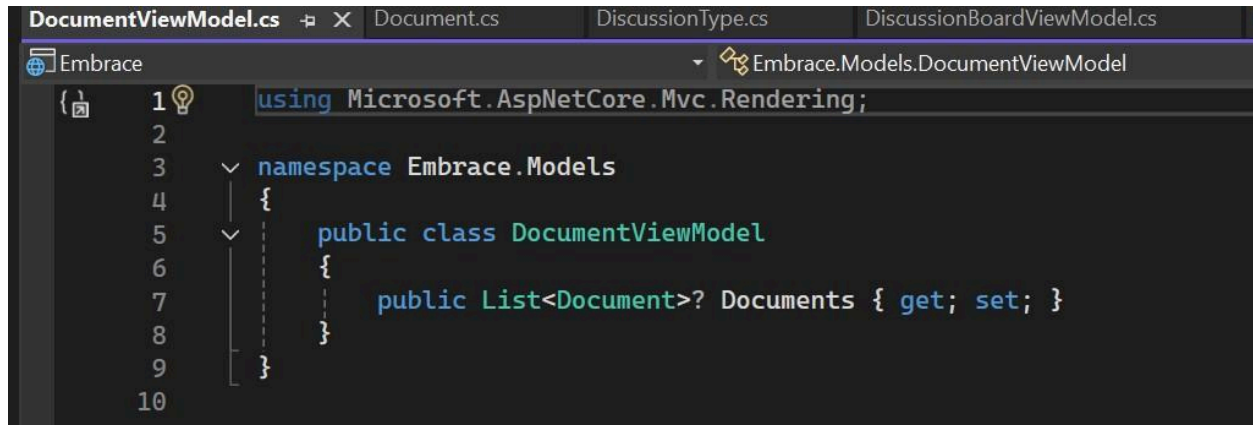 DocumentViewModel.cs Document.cs DiscussionType.cs DiscussionBoardViewModel.cs
Embrace Embrace.Models.DocumentViewModel
1 using Microsoft.AspNetCore.Mvc.Rendering;
2
3 namespace Embrace.Models
4 {
5 public class DocumentViewModel
6 {
7 public List<Document>? Documents { get; set; }
8 }
9 }
10